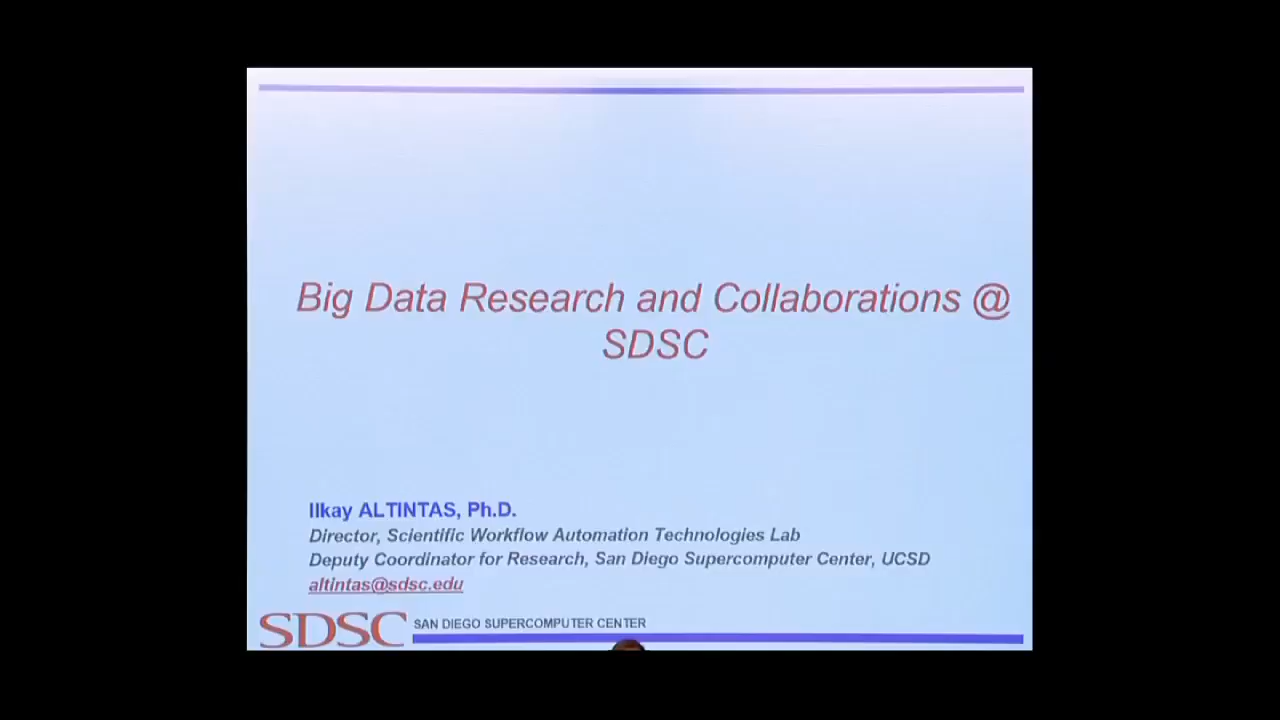 Big Data Research and Collaborations @
SDSC
Ilkay ALTINTAS, Ph.D.
Director, Scientific Workflow Automation Technologies Lab
Deputy Coordinator for Research, San Diego Supercomputer Center, UCSD
altintas@sdsc.edu
SDSC SAN DIEGO SUPERCOMPUTER CENTER